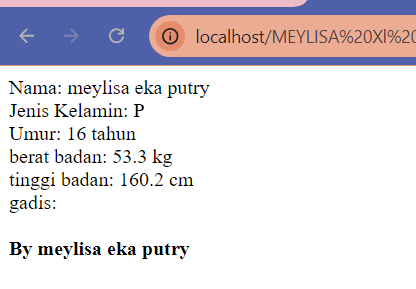 localhost/MEYLISA%20XI%20
Nama: meylisa eka putry
Jenis Kelamin: P
Umur: 16 tahun
berat badan: 53.3 kg
tinggi badan: 160.2 cm
gadis:
By meylisa eka putry